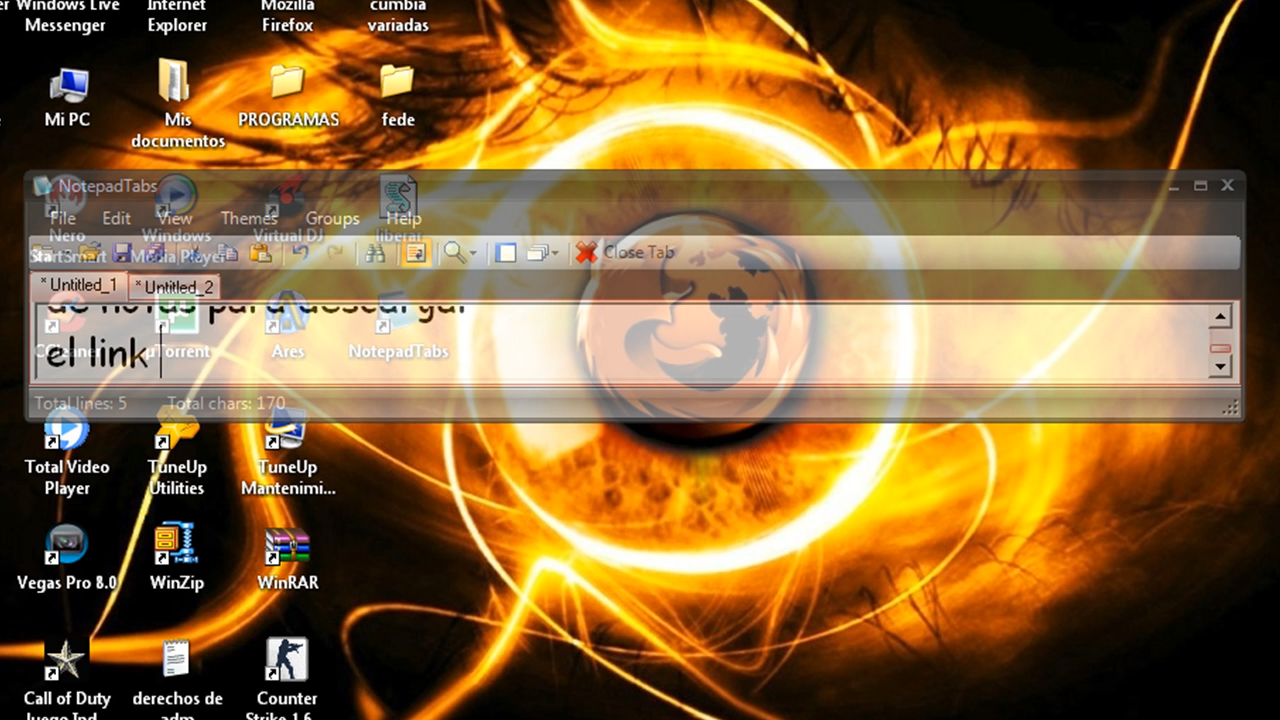 er Windows Live
Messenger
Internet
Explorer
Mozilla
Firefox
cumbia
variadas
Mi PC
Mis
documentos
PROGRAMAS
fede
NotepadTabs
File Edit View Themes Groups Help
Nero
StartSmart
Windows
Media Player
Virtual DJ
liberar
Close Tab
* Untitled_1 * Untitled_2
de notas para descargar
el link
CCleaner
µTorrent
Ares
NotepadTabs
Total lines: 5 Total chars: 170
Total Video
Player
TuneUp
Utilities
TuneUp
Mantenimi...
Vegas Pro 8.0
WinZip
WinRAR
Call of Duty
Juego Ind...
derechos de
adm...
Counter
Strike 1.6